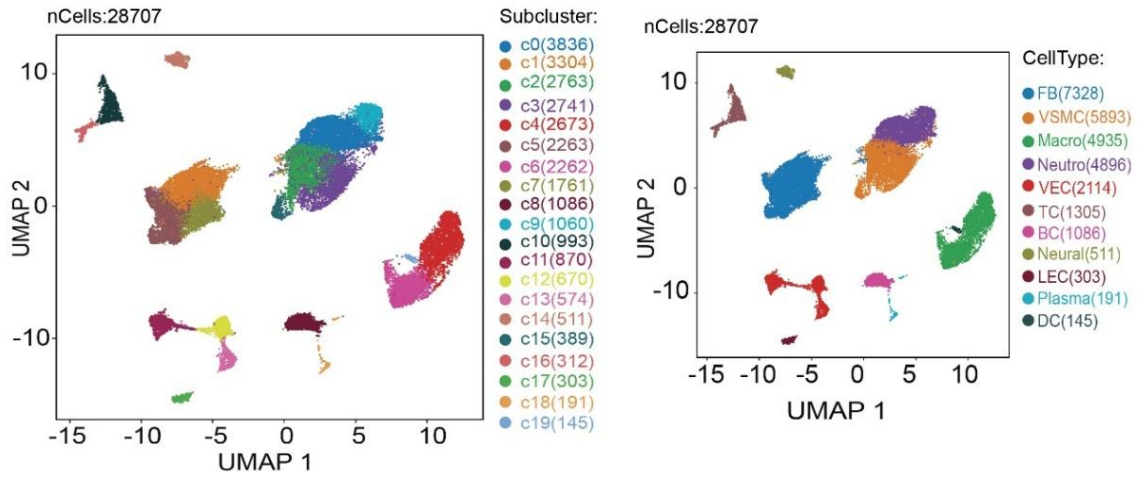 nCells:28707
Subcluster:
c0(3836)
c1(3304)
c2(2763)
c3(2741)
c4(2673)
c5(2263)
c6(2262)
c7(1761)
c8(1086)
c9(1060)
c10(993)
c11(870)
c12(670)
c13(574)
c14(511)
c15(389)
c16(312)
c17(303)
c18(191)
c19(145)
10
0
-10
UMAP 2
-15 -10 -5 0 5 10
UMAP 1
nCells:28707
CellType:
FB(7328)
VSMC(5893)
Macro(4935)
Neutro(4896)
VEC(2114)
TC(1305)
BC(1086)
Neural(511)
LEC(303)
Plasma(191)
DC(145)
10
0
-10
UMAP 2
-15 -10 -5 0 5 10
UMAP 1